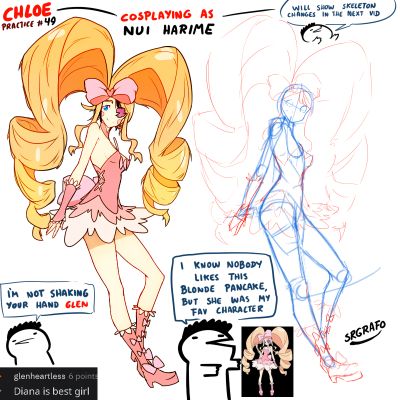 CHLOE
PRACTICE # 49
COSPLAYING AS
NUI HARIME
WILL SHOW SKELETON
CHANGES IN THE NEXT VID
I'M NOT SHAKING
YOUR HAND GLEN
I KNOW NOBODY
LIKES THIS
BLONDE PANCAKE,
BUT SHE WAS MY
FAV CHARACTER
SRGRAFO
glenheartless 6 points
Diana is best girl